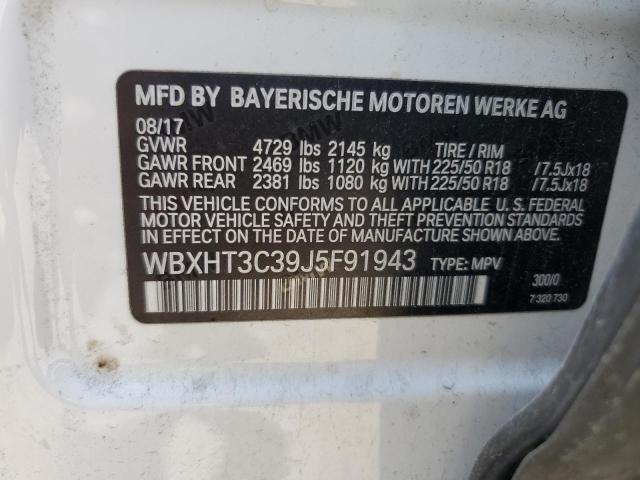 MFD BY BAYERISCHE MOTOREN WERKE AG
08/17
GVWR 4729 lbs 2145 kg TIRE / RIM
GAWR FRONT 2469 lbs 1120 kg WITH 225/50 R18 /7.5Jx18
GAWR REAR 2381 lbs 1080 kg WITH 225/50 R18 /7.5Jx18
THIS VEHICLE CONFORMS TO ALL APPLICABLE U. S. FEDERAL
MOTOR VEHICLE SAFETY AND THEFT PREVENTION STANDARDS
IN EFFECT ON THE DATE OF MANUFACTURE SHOWN ABOVE.
WBXHT3C39J5F91943 TYPE: MPV
300/0
7 320 730